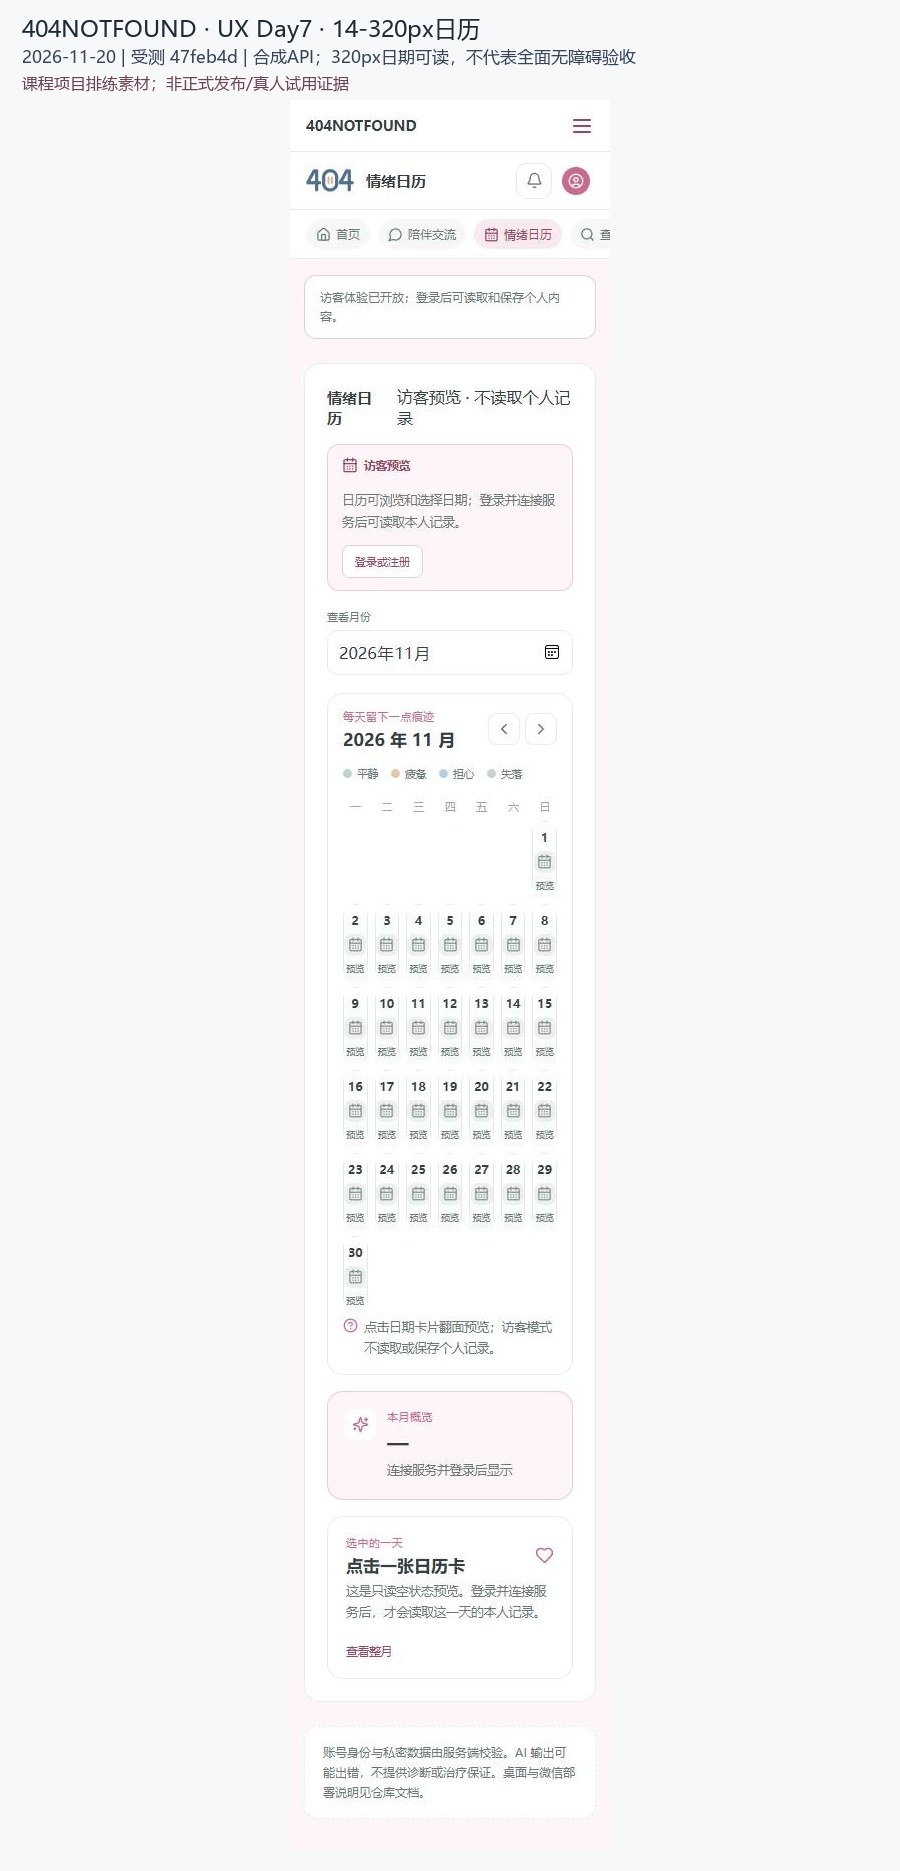 404NOTFOUND · UX Day7 · 14-320px日历
2026-11-20 | 受测 47feb4d | 合成API；320px日期可读，不代表全面无障碍验收
课程项目排练素材；非正式发布/真人试用证据
404NOTFOUND
404 情绪日历
首页 陪伴交流 情绪日历 查
访客体验已开放；登录后可读取和保存个人内
容。
情绪日 访客预览 · 不读取个人记
历 录
访客预览
日历可浏览和选择日期；登录并连接服
务后可读取本人记录。
登录或注册
查看月份
2026年11月
每天留下一点痕迹
2026 年 11 月
平静 疲惫 担心 失落
一 二 三 四 五 六 日
1
预览
2 3 4 5 6 7 8
预览 预览 预览 预览 预览 预览 预览
9 10 11 12 13 14 15
预览 预览 预览 预览 预览 预览 预览
16 17 18 19 20 21 22
预览 预览 预览 预览 预览 预览 预览
23 24 25 26 27 28 29
预览 预览 预览 预览 预览 预览 预览
30
预览
点击日期卡片翻面预览；访客模式
不读取或保存个人记录。
本月概览
—
连接服务并登录后显示
选中的一天
点击一张日历卡
这是只读空状态预览。登录并连接服
务后，才会读取这一天的本人记录。
查看整月
账号身份与私密数据由服务端校验。AI 输出可
能出错，不提供诊断或治疗保证。桌面与微信部
署说明见仓库文档。